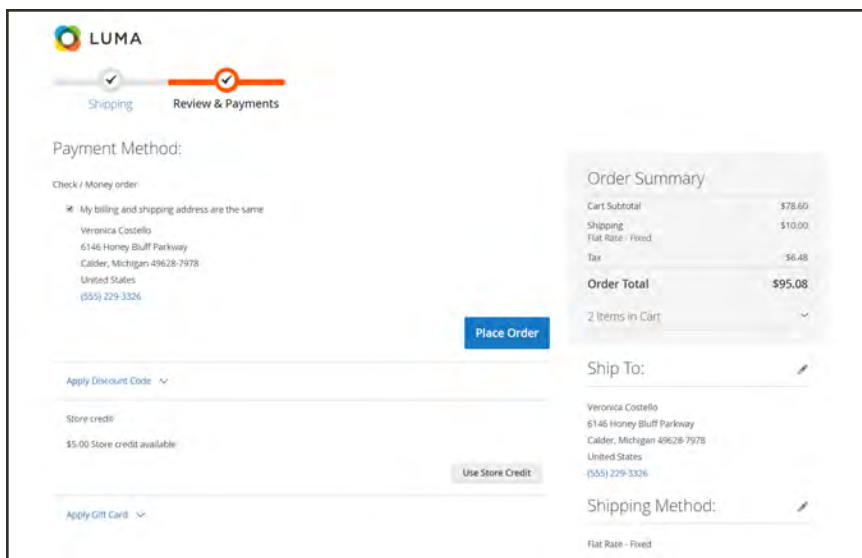 LUMA
Shipping
Review & Payments
Payment Method:
Check / Money order
My billing and shipping address are the same
Veronica Costello
6146 Honey Bluff Parkway
Calder, Michigan 49628-7978
United States
(555) 229-3326
Place Order
Apply Discount Code
Store credit
$5.00 Store credit available
Use Store Credit
Apply Gift Card
Order Summary
Cart Subtotal $78.60
Shipping $10.00
Flat Rate - Fixed
Tax $6.48
Order Total $95.08
2 Items in Cart
Ship To:
Veronica Costello
6146 Honey Bluff Parkway
Calder, Michigan 49628-7978
United States
(555) 229-3326
Shipping Method:
Flat Rate - Fixed